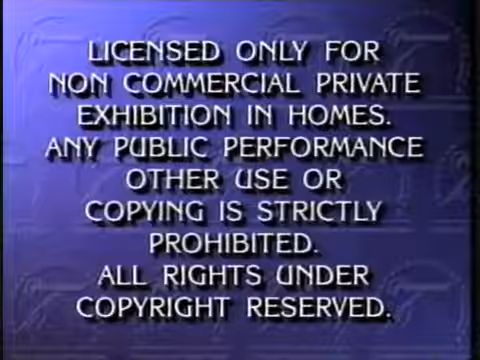 LICENSED ONLY FOR
NON COMMERCIAL PRIVATE
EXHIBITION IN HOMES.
ANY PUBLIC PERFORMANCE
OTHER USE OR
COPYING IS STRICTLY
PROHIBITED.
ALL RIGHTS UNDER
COPYRIGHT RESERVED.